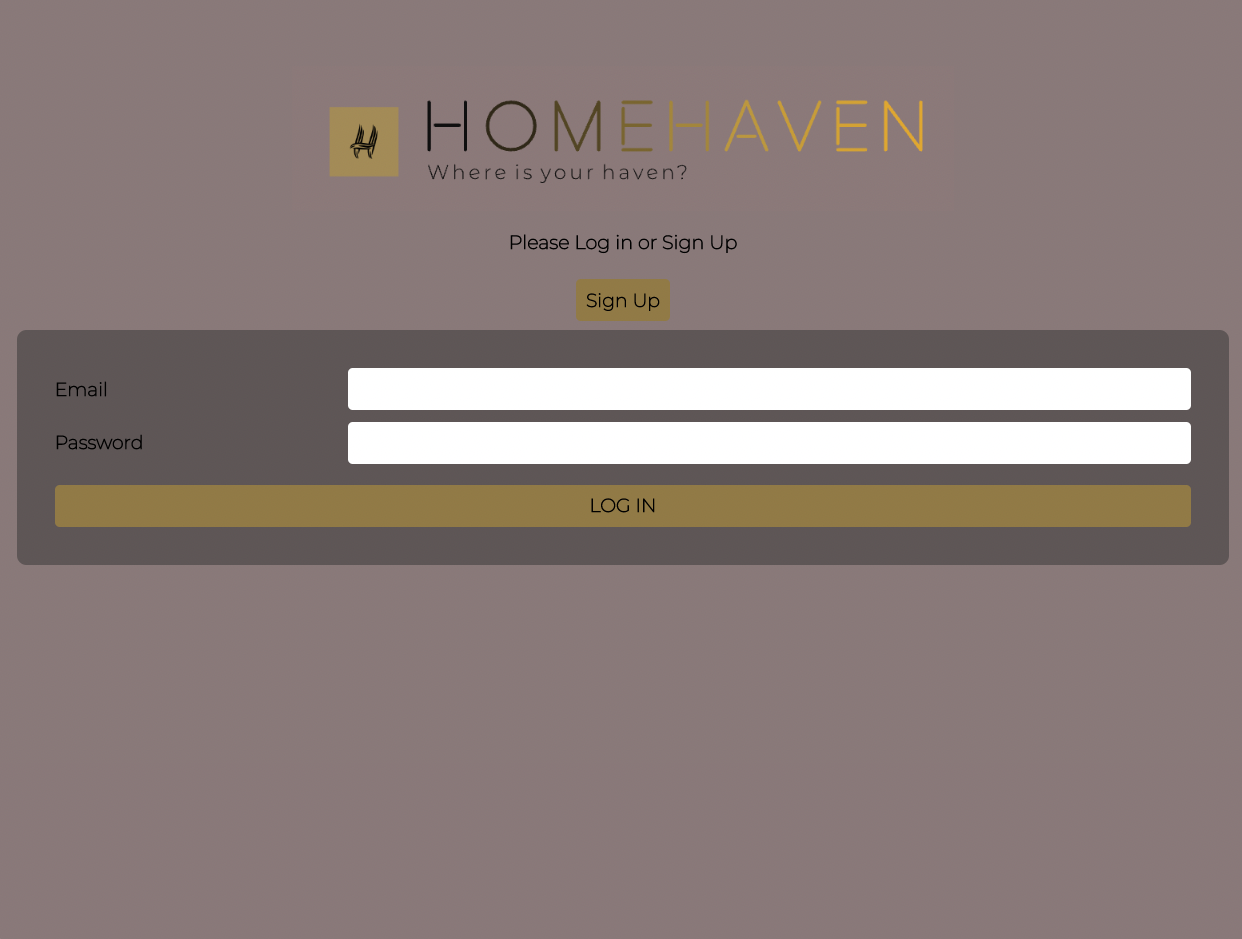 HOMEHAVEN
Where is your haven?
Please Log in or Sign Up
Sign Up
Email
Password
LOG IN